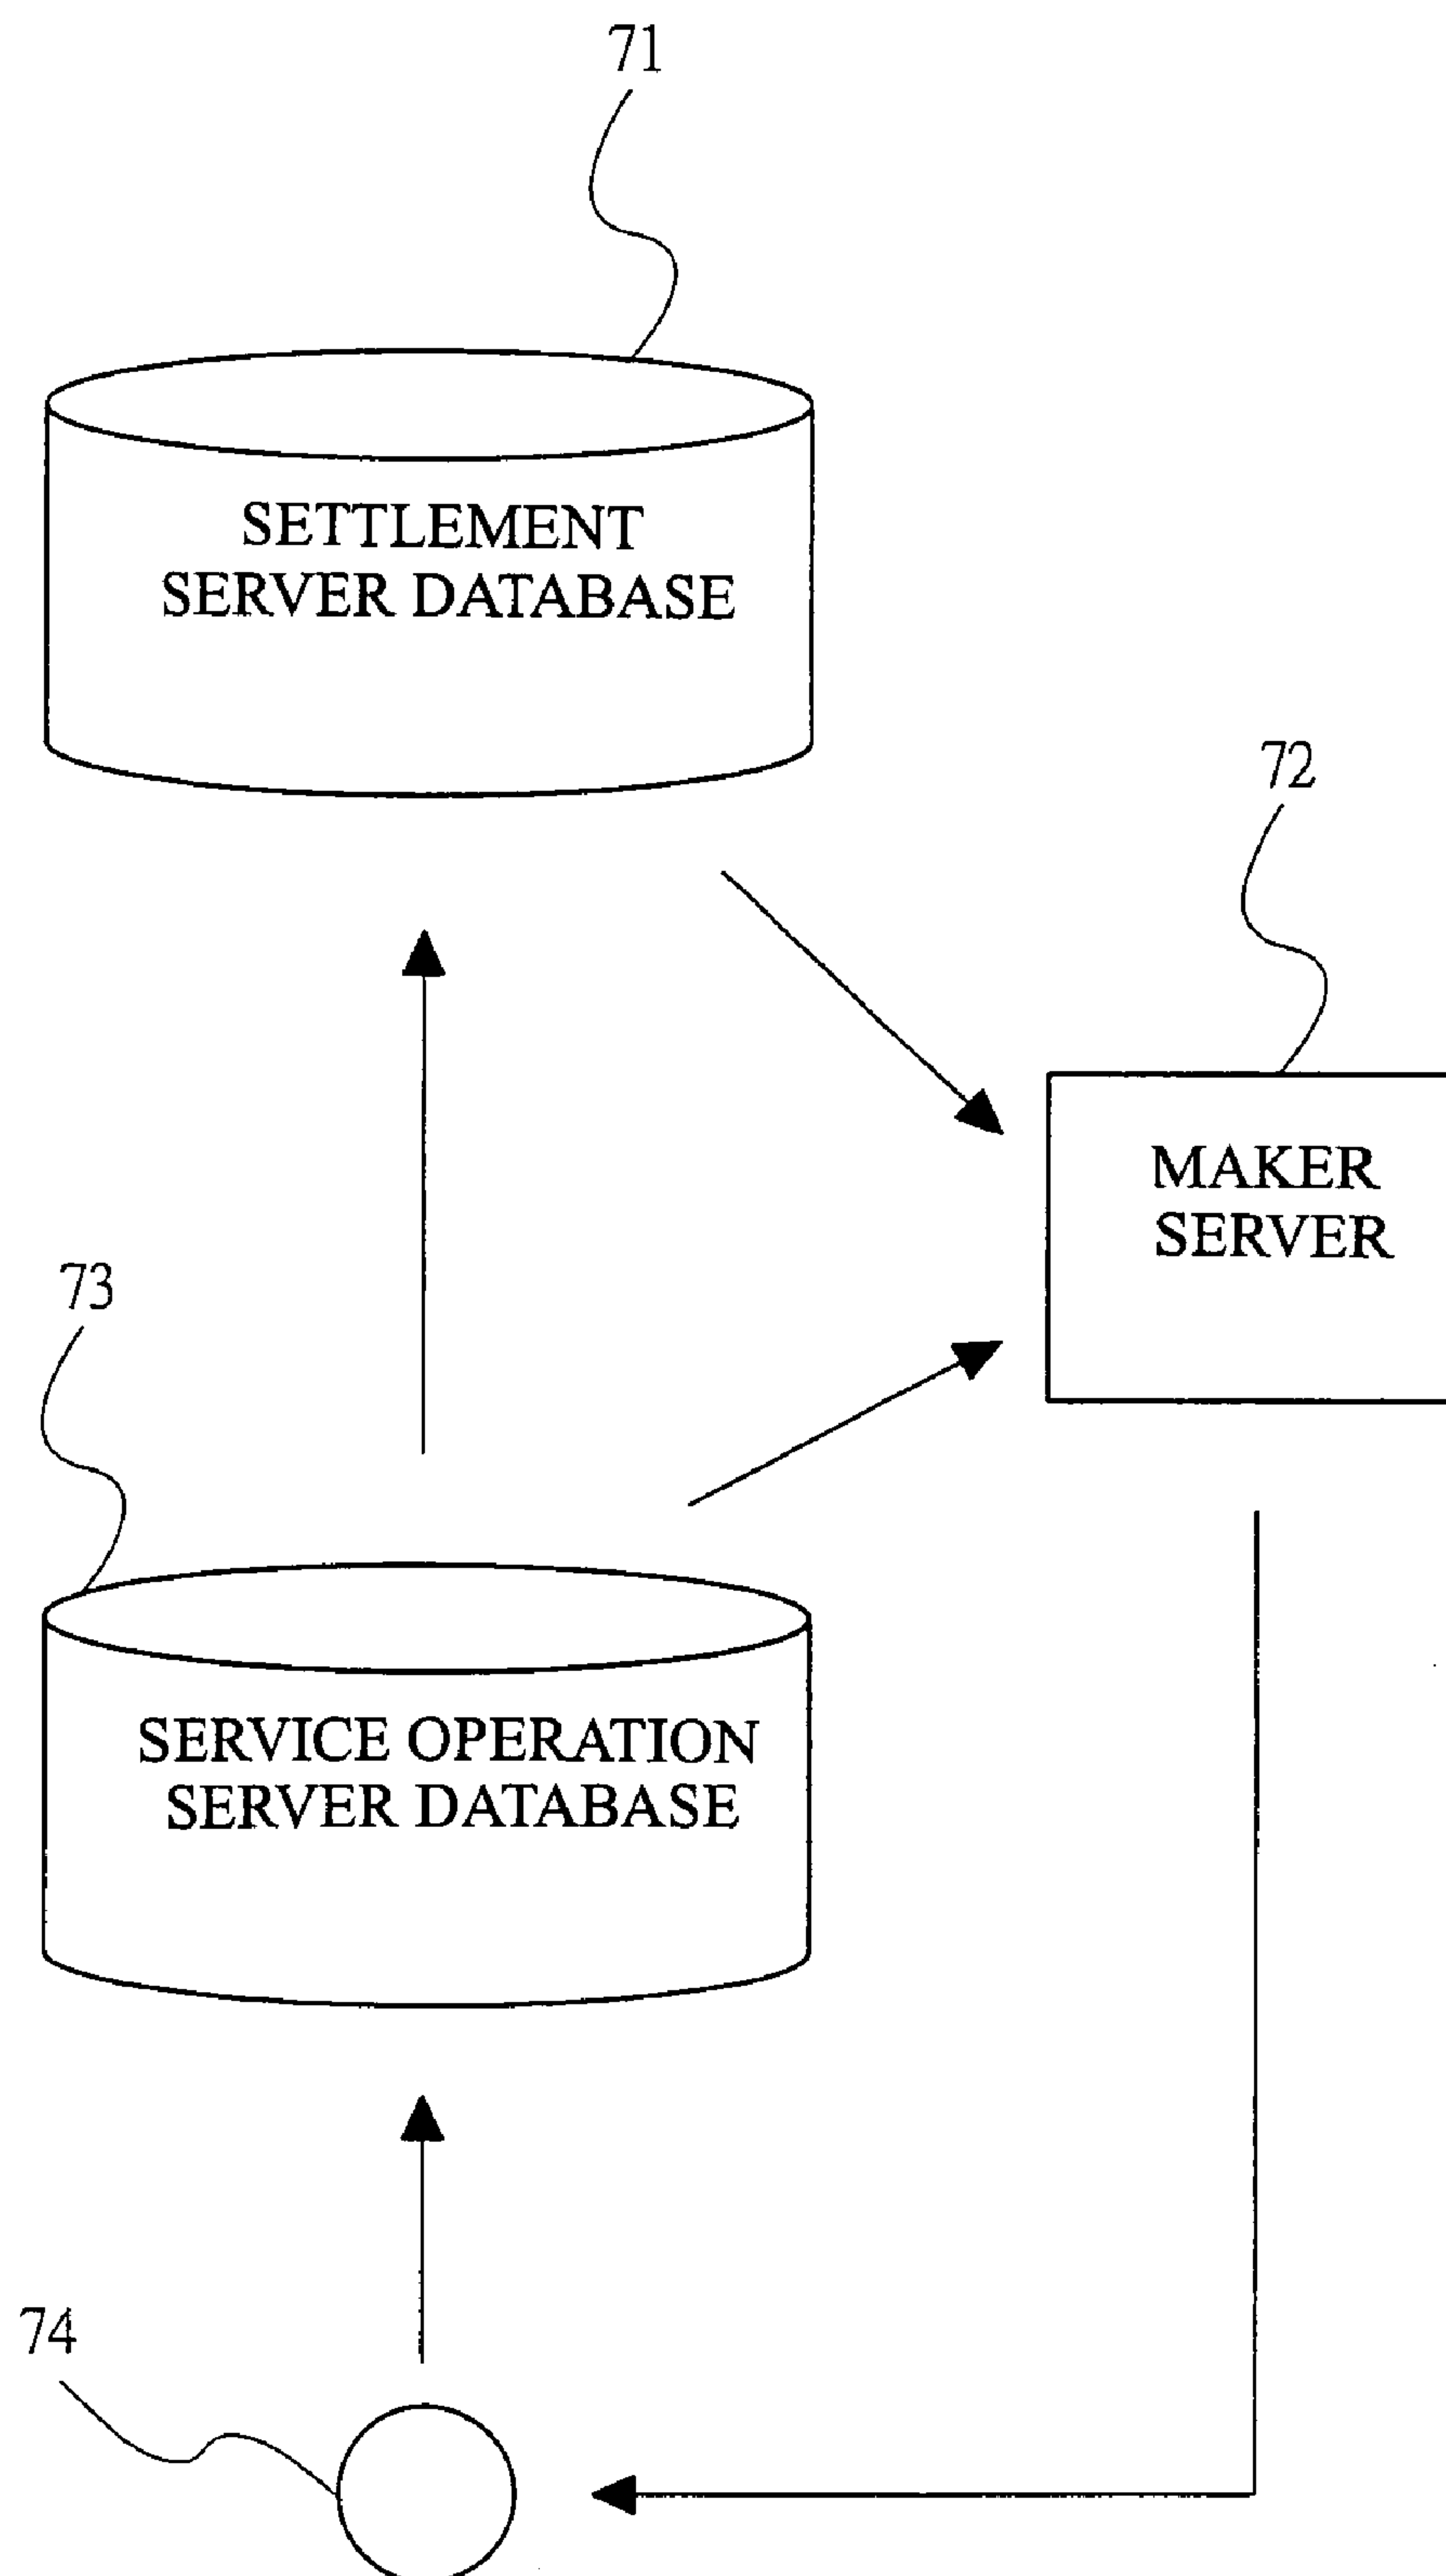 71
SETTLEMENT
SERVER DATABASE
72
MAKER
SERVER
73
SERVICE OPERATION
SERVER DATABASE
74